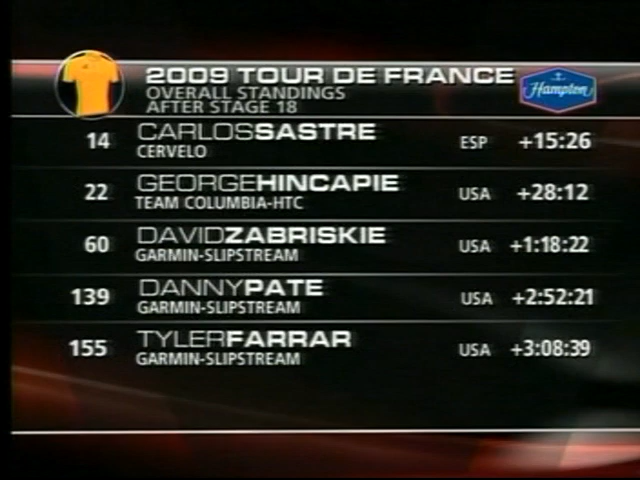 2009 TOUR DE FRANCE
OVERALL STANDINGS
AFTER STAGE 18
Hampton
14 CARLOSSASTRE ESP +15:26
CERVELO
22 GEORGEHINCAPIE USA +28:12
TEAM COLUMBIA-HTC
60 DAVIDZABRISKIE USA +1:18:22
GARMIN-SLIPSTREAM
139 DANNYPATE USA +2:52:21
GARMIN-SLIPSTREAM
155 TYLERFARRAR USA +3:08:39
GARMIN-SLIPSTREAM